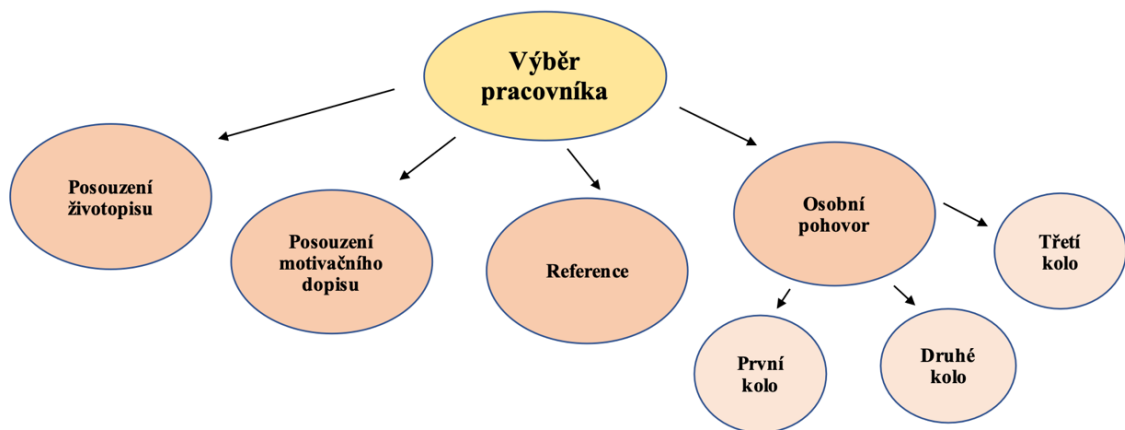 Výběr
pracovníka
Posouzení
životopisu
Posouzení
motivačního
dopisu
Reference
Osobní
pohovor
První
kolo
Druhé
kolo
Třetí
kolo